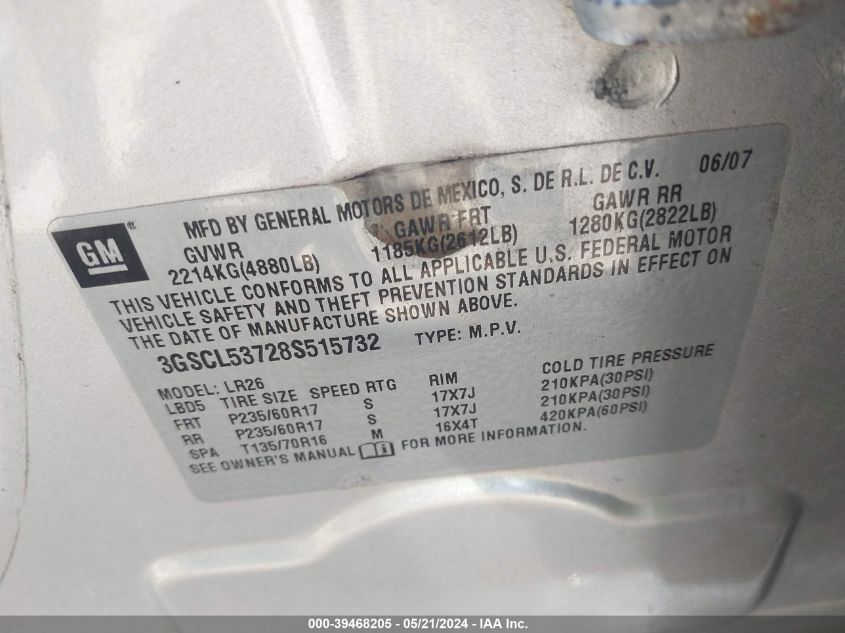 GM
MFD BY GENERAL MOTORS DE MEXICO, S. DE R.L. DE C.V. 06/07
GVWR GAWR FRT GAWR RR
2214KG(4880LB) 1185KG(2612LB) 1280KG(2822LB)
THIS VEHICLE CONFORMS TO ALL APPLICABLE U.S. FEDERAL MOTOR
VEHICLE SAFETY AND THEFT PREVENTION STANDARDS IN EFFECT ON
THE DATE OF MANUFACTURE SHOWN ABOVE.
3GSCL53728S515732 TYPE: M.P.V.
MODEL: LR26
LBD5 TIRE SIZE SPEED RTG RIM COLD TIRE PRESSURE
FRT P235/60R17 S 17X7J 210KPA(30PSI)
RR P235/60R17 S 17X7J 210KPA(30PSI)
SPA T135/70R16 M 16X4T 420KPA(60PSI)
SEE OWNER'S MANUAL FOR MORE INFORMATION.
000-39468205 - 05/21/2024 - IAA Inc.